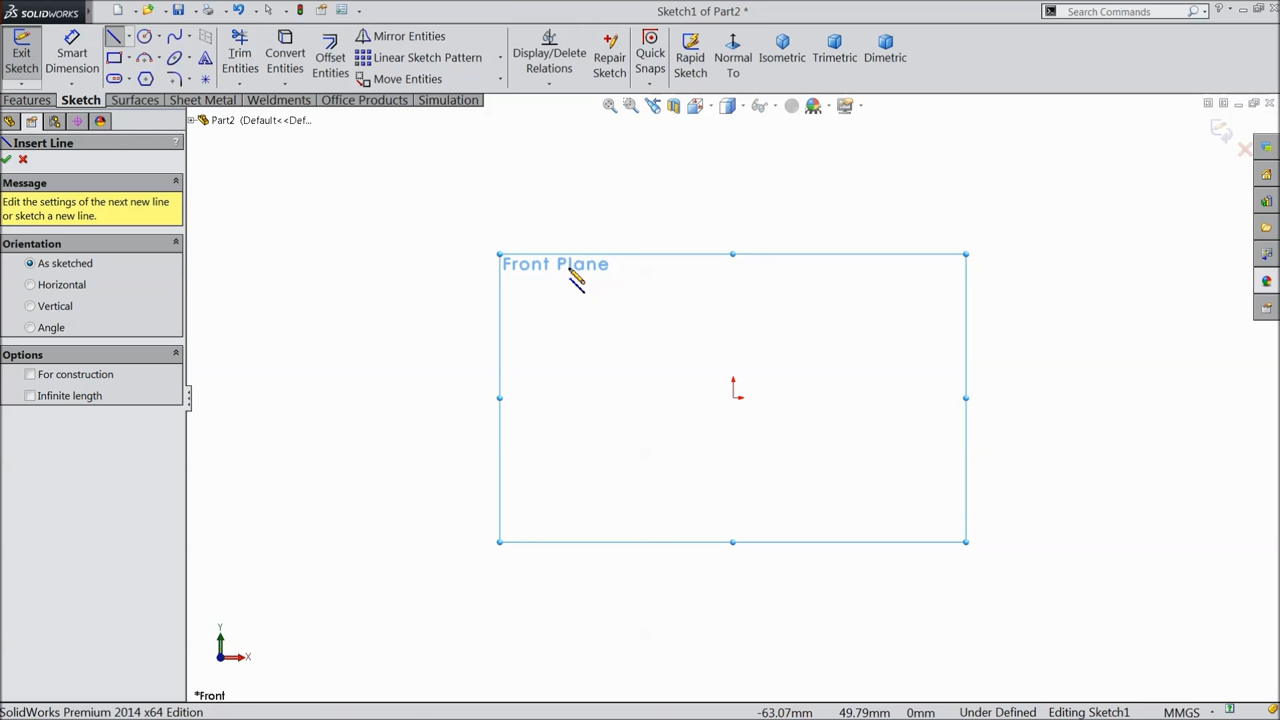 SOLIDWORKS
Sketch1 of Part2 *
Search Commands
Exit Sketch
Smart Dimension
Trim Entities
Convert Entities
Offset Entities
Mirror Entities
Linear Sketch Pattern
Move Entities
Display/Delete Relations
Repair Sketch
Quick Snaps
Rapid Sketch
Normal To
Isometric
Trimetric
Dimetric
Features
Sketch
Surfaces
Sheet Metal
Weldments
Office Products
Simulation
Part2 (Default<<Def...
Insert Line
?
Message
Edit the settings of the next new line
or sketch a new line.
Orientation
As sketched
Horizontal
Vertical
Angle
Options
For construction
Infinite length
Front Plane
Y
X
*Front
SolidWorks Premium 2014 x64 Edition
-63.07mm
49.79mm
0mm
Under Defined
Editing Sketch1
MMGS